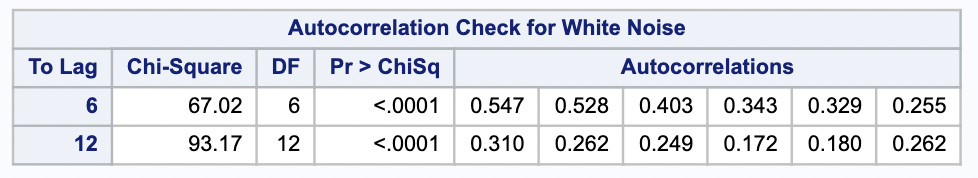 Autocorrelation Check for White Noise
To Lag Chi-Square DF Pr > ChiSq Autocorrelations
6 67.02 6 <.0001 0.547 0.528 0.403 0.343 0.329 0.255
12 93.17 12 <.0001 0.310 0.262 0.249 0.172 0.180 0.262